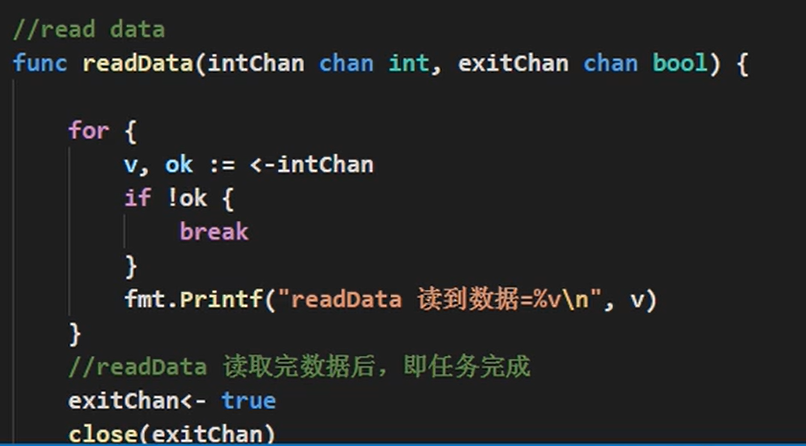 //read data
func readData(intChan chan int, exitChan chan bool) {
for {
v, ok := <-intChan
if !ok {
break
}
fmt.Printf("readData 读到数据=%v\n", v)
}
//readData 读取完数据后，即任务完成
exitChan<- true
close(exitChan)